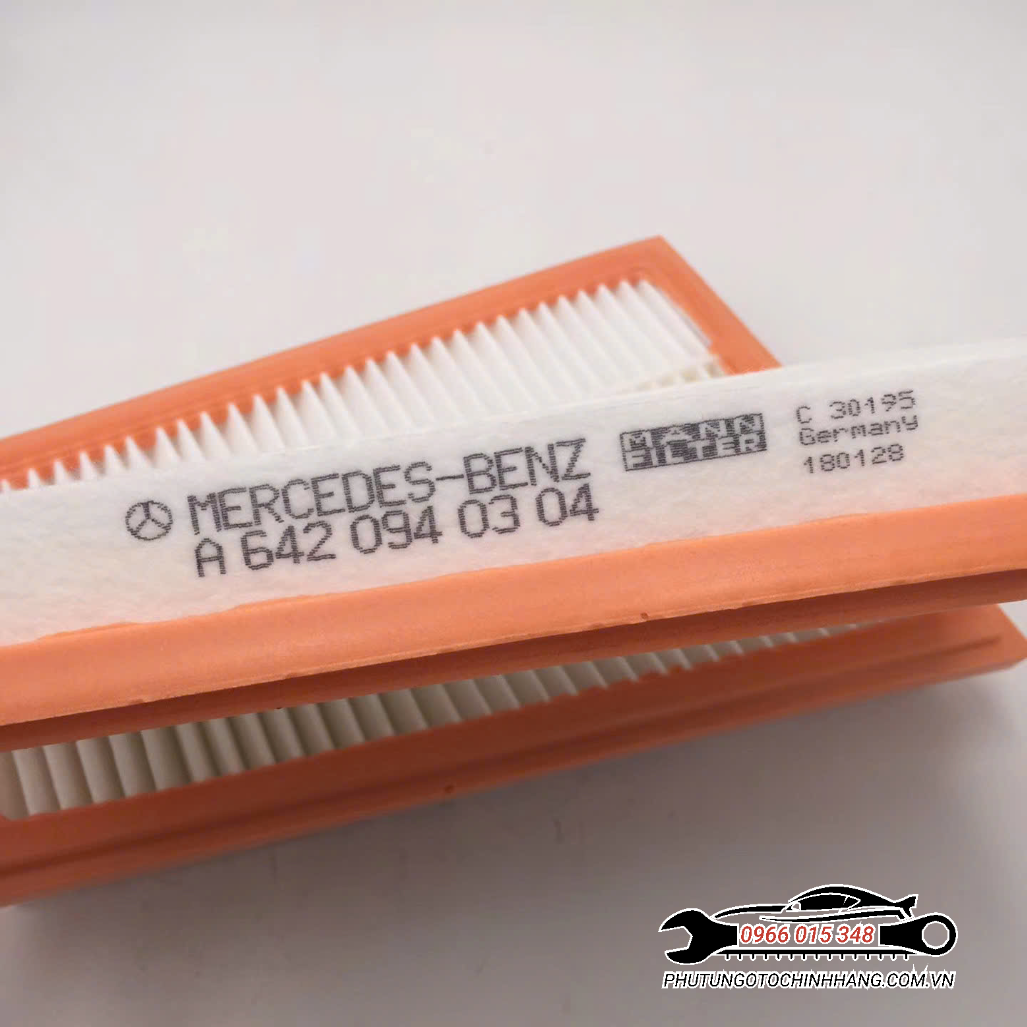 MERCEDES-BENZ
A 642 094 03 04
MANN
FILTER
C 30195
Germany
180128
0966 015 348
PHUTUNGOTOCHINHHANG.COM.VN